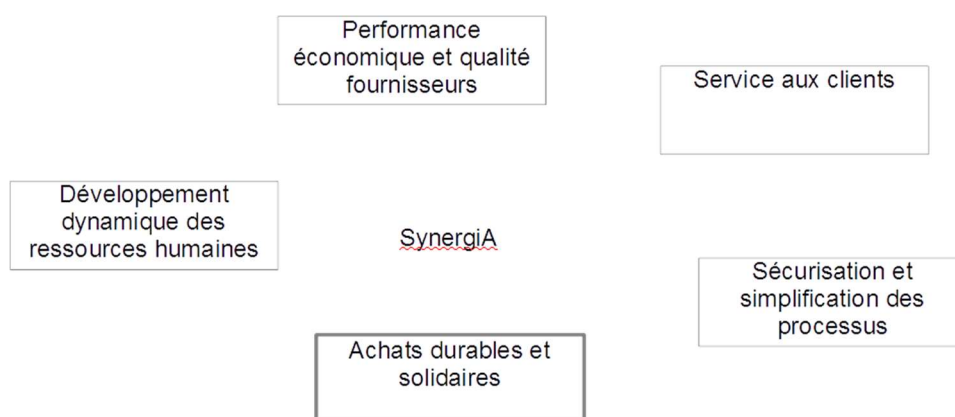 Performance
économique et qualité
fournisseurs
Service aux clients
Développement
dynamique des
ressources humaines
SynergiA
Sécurisation et
simplification des
processus
Achats durables et
solidaires